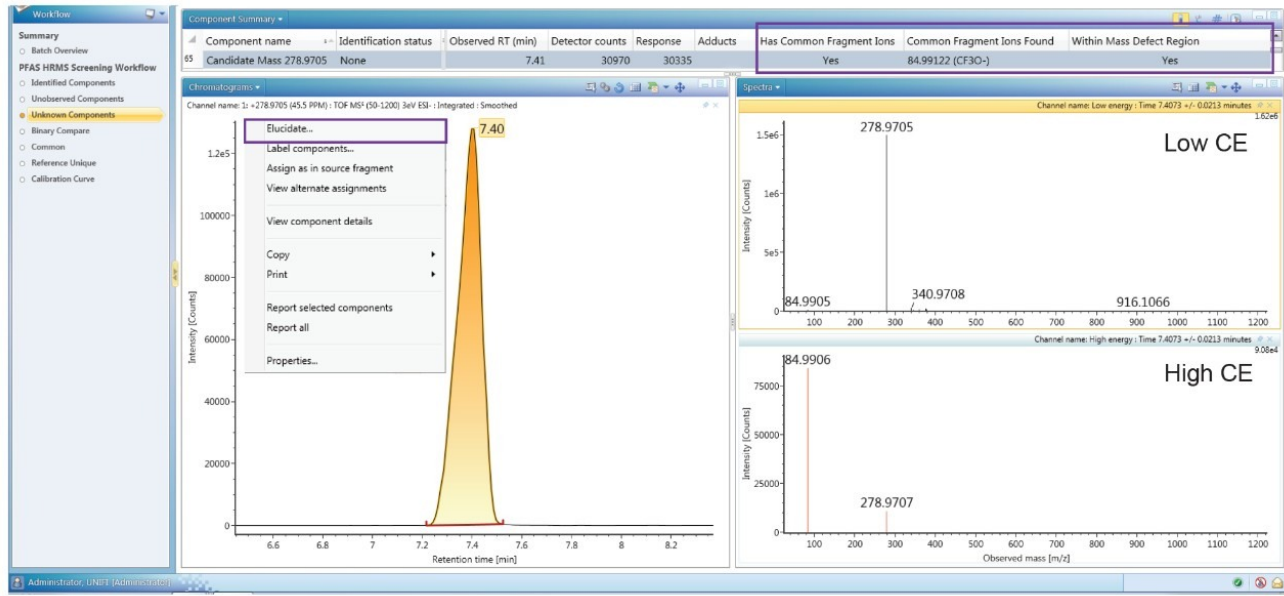 Workflow
Summary
Batch Overview
PFAS HRMS Screening Workflow
Identified Components
Unobserved Components
Unknown Components
Binary Compare
Common
Reference Unique
Calibration Curve
Component Summary
Component name Identification status Observed RT (min) Detector counts Response Adducts Has Common Fragment Ions Common Fragment Ions Found Within Mass Defect Region
65 Candidate Mass 278.9705 None 7.41 30970 30335 Yes 84.99122 (CF3O-) Yes
Chromatograms
Channel name: 1: +278.9705 (45.5 PPM) : TOF MSᴱ (50-1200) 3eV ESI- : Integrated : Smoothed
Elucidate...
Label components...
Assign as in source fragment
View alternate assignments
View component details
Copy
Print
Report selected components
Report all
Properties...
7.40
1.2e5
100000
80000
60000
40000
20000
0
Intensity [Counts]
6.6 6.8 7 7.2 7.4 7.6 7.8 8 8.2
Retention time [min]
Spectra
Channel name: Low energy : Time 7.4073 +/- 0.0213 minutes
1.62e6
Low CE
278.9705
84.9905
340.9708
916.1066
1.5e6
1e6
5e5
0
Intensity [Counts]
100 200 300 400 500 600 700 800 900 1000 1100 1200
Channel name: High energy : Time 7.4073 +/- 0.0213 minutes
9.08e4
High CE
84.9906
278.9707
75000
50000
25000
0
Intensity [Counts]
100 200 300 400 500 600 700 800 900 1000 1100 1200
Observed mass [m/z]
Administrator, UNIFI (Administrator)